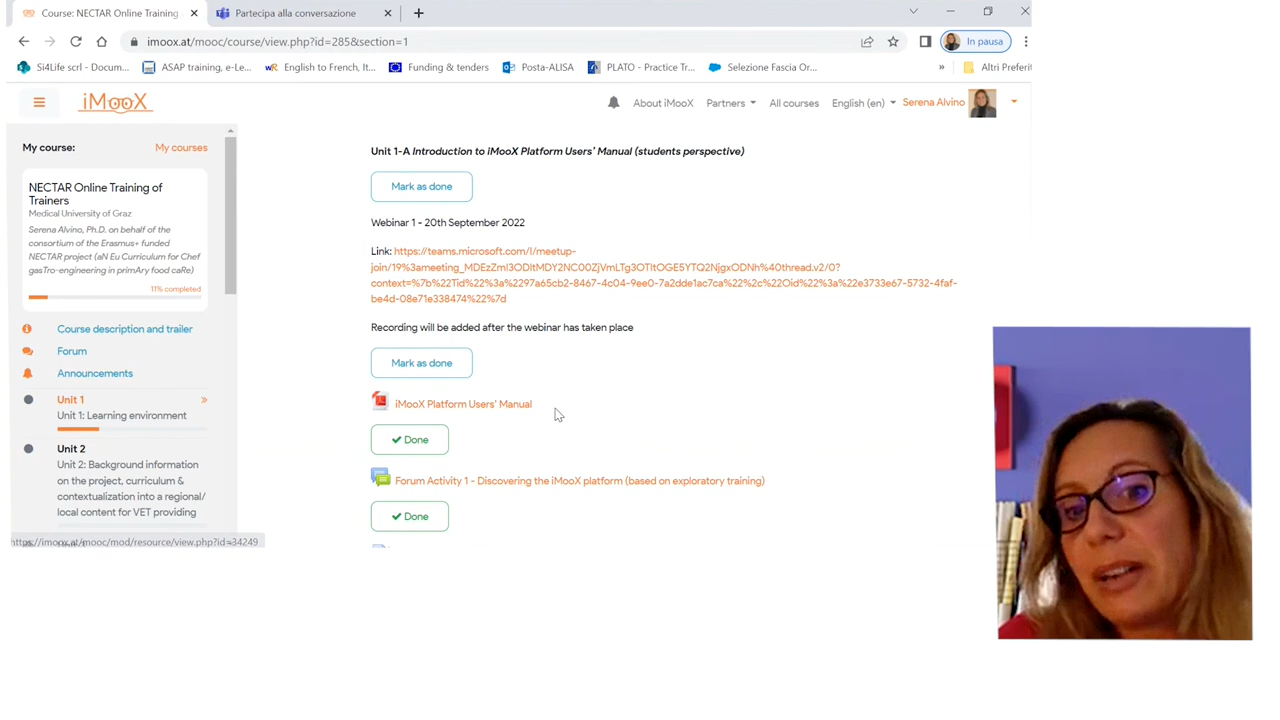 Course: NECTAR Online Training
Partecipa alla conversazione
imoox.at/mooc/course/view.php?id=285&section=1
In pausa
Si4Life scrl - Docum...
ASAP training, e-Le...
English to French, It...
Funding & tenders
Posta-ALISA
PLATO - Practice Tr...
Selezione Fascia Or...
»
Altri Preferiti
iMooX
About iMooX
Partners
All courses
English (en)
Serena Alvino
My course:
My courses
NECTAR Online Training of
Trainers
Medical University of Graz
Serena Alvino, Ph.D. on behalf of the
consortium of the Erasmus+ funded
NECTAR project (aN Eu Curriculum for Chef
gasTro-engineering in primAry food caRe)
11% completed
Course description and trailer
Forum
Announcements
Unit 1
»
Unit 1: Learning environment
Unit 2
Unit 2: Background information
on the project, curriculum &
contextualization into a regional/
local content for VET providing
https://imoox.at/mooc/mod/resource/view.php?id=34249
Unit 1-A Introduction to iMooX Platform Users' Manual (students perspective)
Mark as done
Webinar 1 - 20th September 2022
Link: https://teams.microsoft.com/l/meetup-
join/19%3ameeting_MDEzZmI3ODItMDY2NC00ZjVmLTg3OTItOGE5YTQ2NjgxODNh%40thread.v2/0?
context=%7b%22Tid%22%3a%2297a65cb2-8467-4c04-9ee0-7a2dde1ac7ca%22%2c%22Oid%22%3a%22e3733e67-5732-4faf-
be4d-08e71e338474%22%7d
Recording will be added after the webinar has taken place
Mark as done
iMooX Platform Users' Manual
Done
Forum Activity 1 - Discovering the iMooX platform (based on exploratory training)
Done